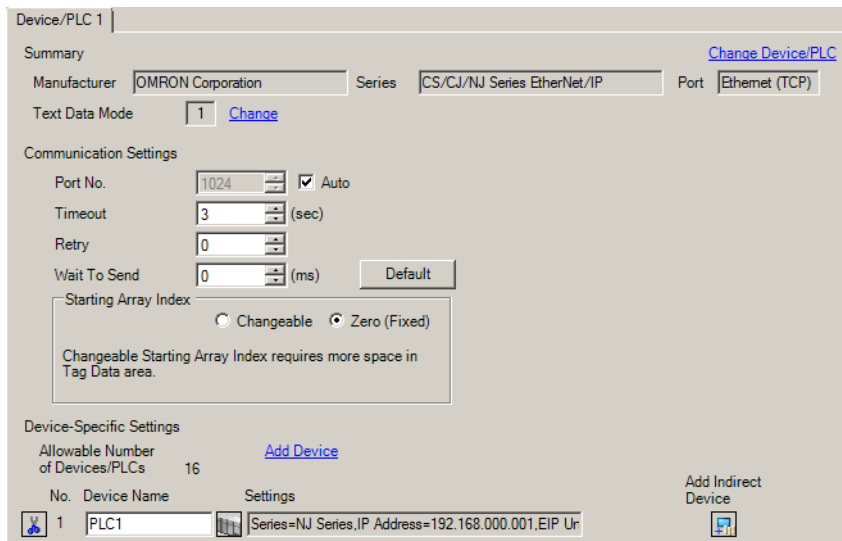 Device/PLC 1
Summary Change Device/PLC
Manufacturer OMRON Corporation Series CS/CJ/NJ Series EtherNet/IP Port Ethernet (TCP)
Text Data Mode 1 Change
Communication Settings
Port No. 1024 Auto
Timeout 3 (sec)
Retry 0
Wait To Send 0 (ms) Default
Starting Array Index
Changeable Zero (Fixed)
Changeable Starting Array Index requires more space in
Tag Data area.
Device-Specific Settings
Allowable Number Add Device
of Devices/PLCs 16
Add Indirect
No. Device Name Settings Device
1 PLC1 Series=NJ Series,IP Address=192.168.000.001,EIP Ur